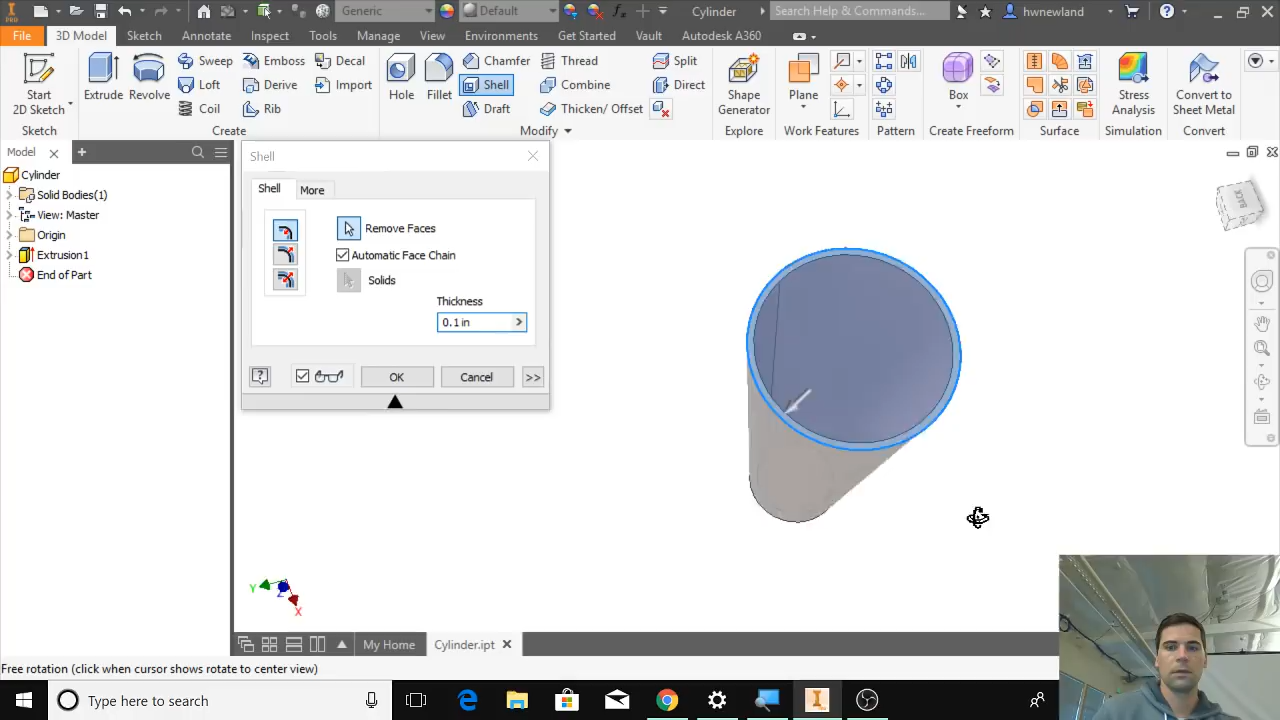 PRO
Generic
Default
fx
Cylinder
Search Help & Commands...
hwnewland
File
3D Model
Sketch
Annotate
Inspect
Tools
Manage
View
Environments
Get Started
Vault
Autodesk A360
Start
2D Sketch
Sketch
Extrude
Revolve
Sweep
Loft
Coil
Emboss
Derive
Rib
Decal
Import
Create
Hole
Fillet
Chamfer
Shell
Draft
Thread
Combine
Thicken/ Offset
Split
Direct
Modify
Shape
Generator
Explore
Plane
Work Features
Pattern
Box
Create Freeform
Surface
Stress
Analysis
Simulation
Convert to
Sheet Metal
Convert
Model
Cylinder
Solid Bodies(1)
View: Master
Origin
Extrusion1
End of Part
Shell
Shell
More
Remove Faces
Automatic Face Chain
Solids
Thickness
0.1 in
OK
Cancel
>>
BACK
Y
Z
X
My Home
Cylinder.ipt
Free rotation (click when cursor shows rotate to center view)
Type here to search